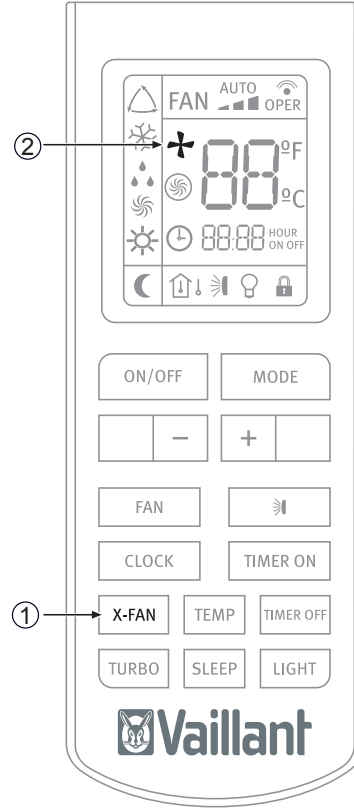 FAN AUTO OPER
2
88 ºF
ºC
88:88 HOUR
ON OFF
ON/OFF MODE
− +
FAN
CLOCK TIMER ON
1 X-FAN TEMP TIMER OFF
TURBO SLEEP LIGHT
Vaillant